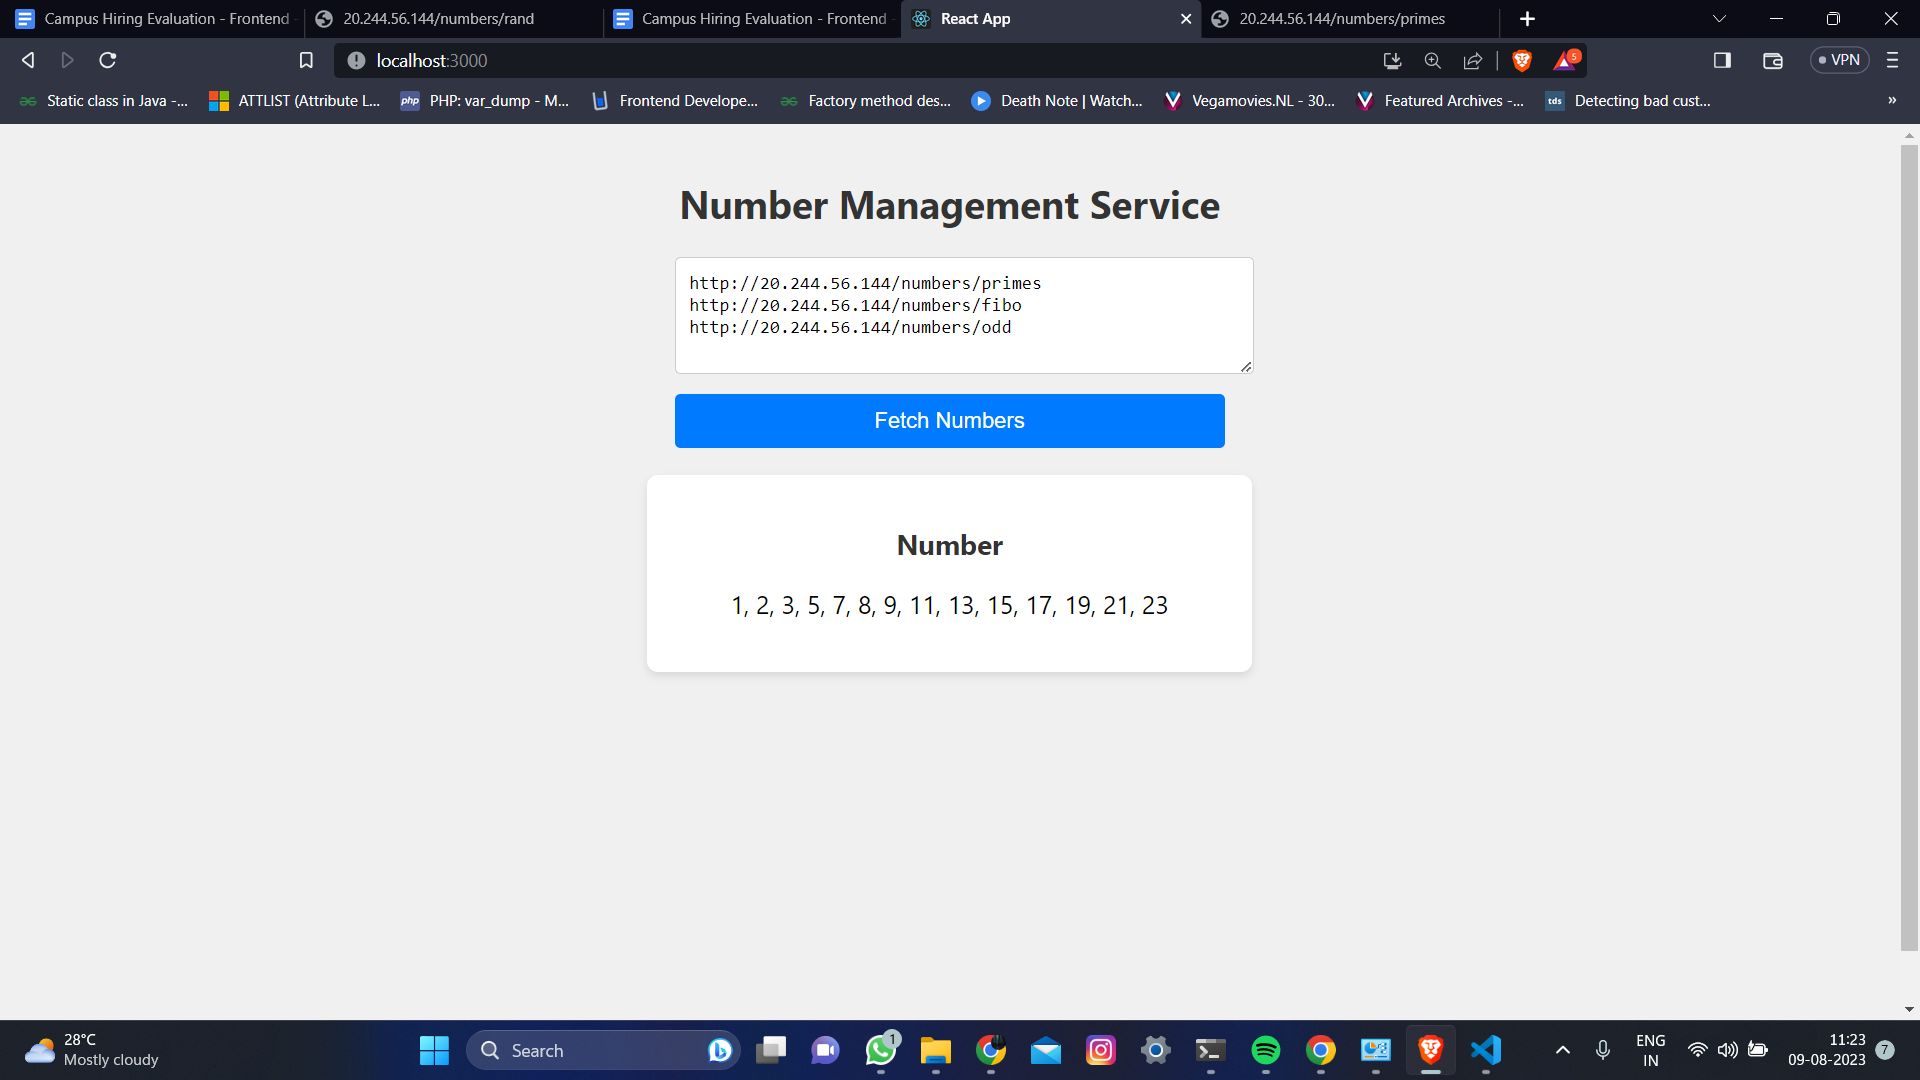 Campus Hiring Evaluation - Frontend
20.244.56.144/numbers/rand
Campus Hiring Evaluation - Frontend
React App
20.244.56.144/numbers/primes
localhost:3000
5
VPN
Static class in Java -...
ATTLIST (Attribute L...
php PHP: var_dump - M...
Frontend Develope...
Factory method des...
Death Note | Watch...
Vegamovies.NL - 30...
Featured Archives -...
tds Detecting bad cust...
»
Number Management Service
http://20.244.56.144/numbers/primes
http://20.244.56.144/numbers/fibo
http://20.244.56.144/numbers/odd
Fetch Numbers
Number
1, 2, 3, 5, 7, 8, 9, 11, 13, 15, 17, 19, 21, 23
28°C
Mostly cloudy
Search
1
ENG
IN
11:23
09-08-2023
7